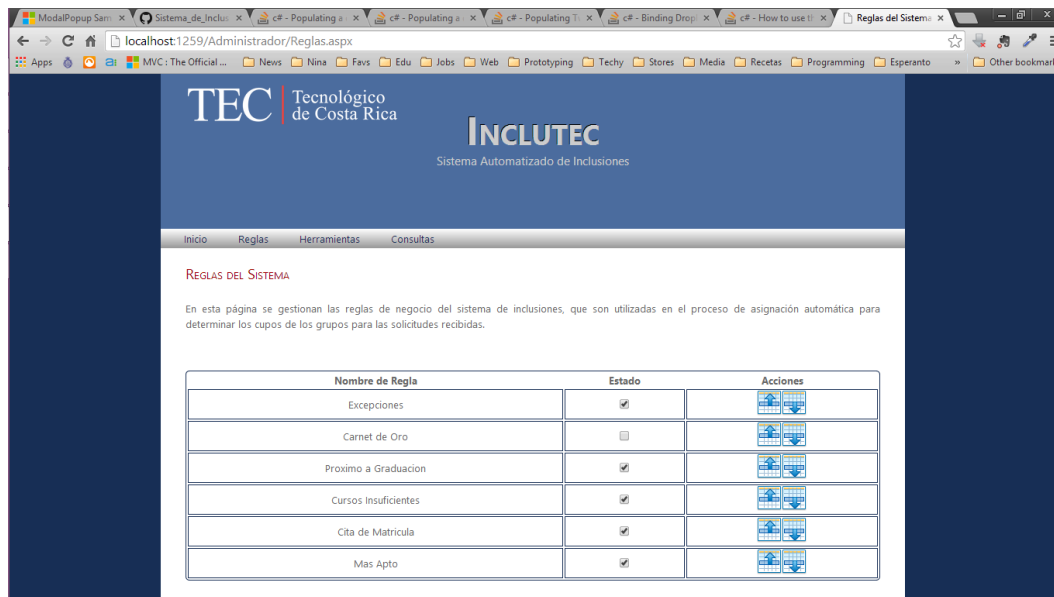 ModalPopup Sam
Sistema_de_Inclus
c# - Populating a
c# - Populating a
c# - Populating T
c# - Binding Drop
c# - How to use th
Reglas del Sistema
localhost:1259/Administrador/Reglas.aspx
Apps
MVC : The Official ...
News
Nina
Favs
Edu
Jobs
Web
Prototyping
Techy
Stores
Media
Recetas
Programming
Esperanto
»
Other bookmark
TEC
Tecnológico
de Costa Rica
INCLUTEC
Sistema Automatizado de Inclusiones
Inicio Reglas Herramientas Consultas
REGLAS DEL SISTEMA
En esta página se gestionan las reglas de negocio del sistema de inclusiones, que son utilizadas en el proceso de asignación automática para
determinar los cupos de los grupos para las solicitudes recibidas.
Nombre de Regla Estado Acciones
Excepciones
Carnet de Oro
Proximo a Graduacion
Cursos Insuficientes
Cita de Matricula
Mas Apto